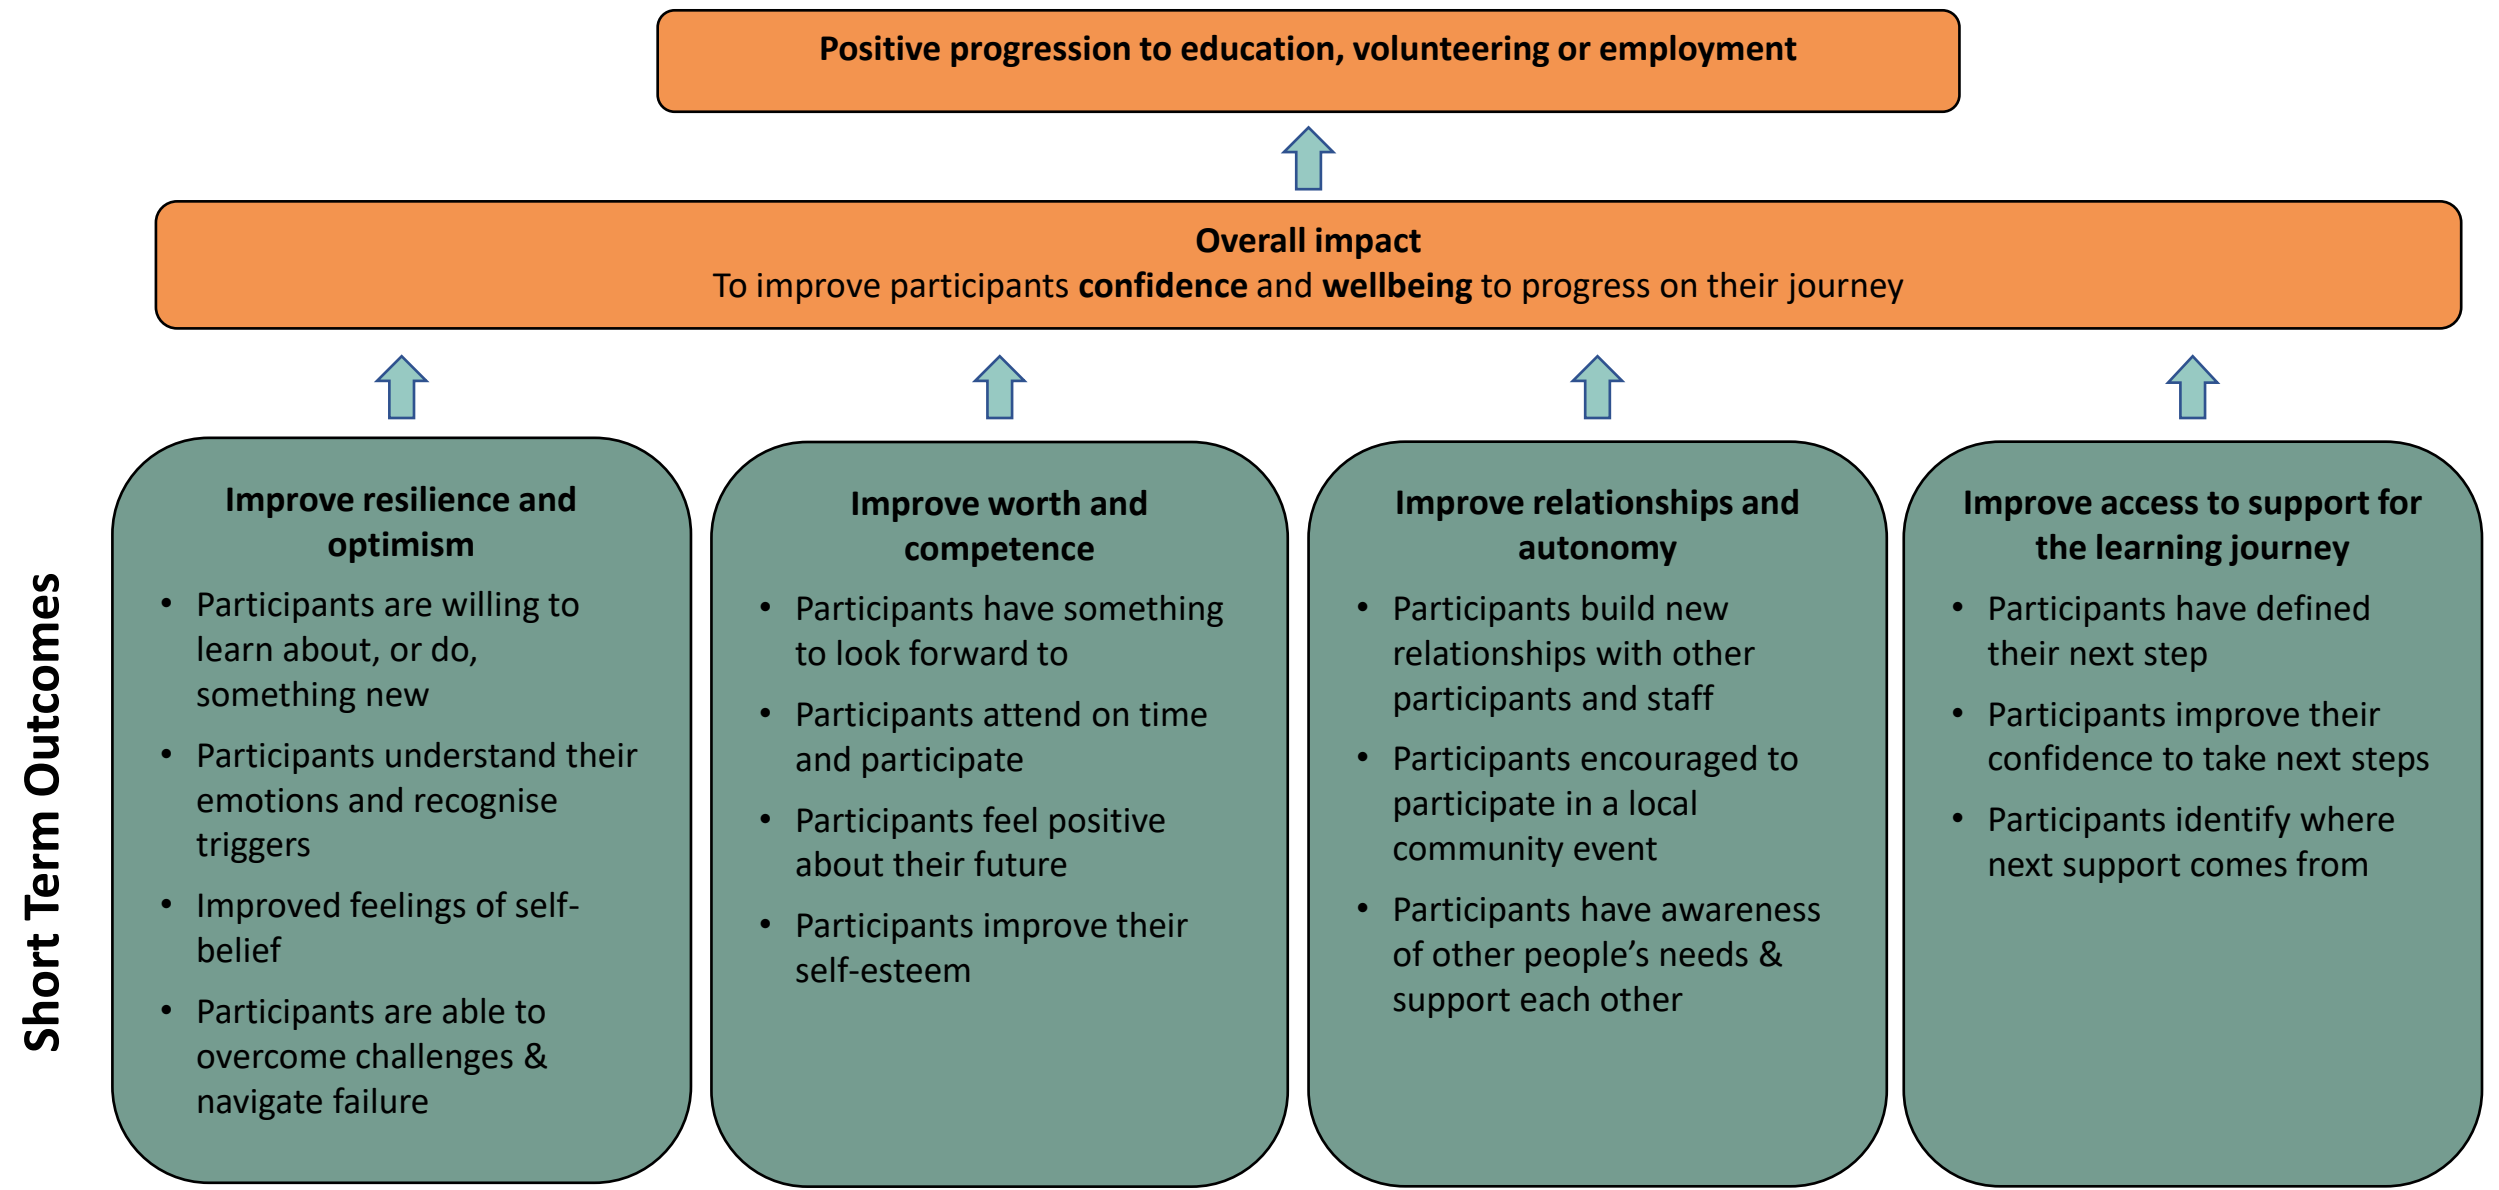 Positive progression to education, volunteering or employment
Overall impact
To improve participants confidence and wellbeing to progress on their journey
Short Term Outcomes
Improve resilience and
optimism
• Participants are willing to
learn about, or do,
something new
• Participants understand their
emotions and recognise
triggers
• Improved feelings of self-
belief
• Participants are able to
overcome challenges &
navigate failure
Improve worth and
competence
• Participants have something
to look forward to
• Participants attend on time
and participate
• Participants feel positive
about their future
• Participants improve their
self-esteem
Improve relationships and
autonomy
• Participants build new
relationships with other
participants and staff
• Participants encouraged to
participate in a local
community event
• Participants have awareness
of other people’s needs &
support each other
Improve access to support for
the learning journey
• Participants have defined
their next step
• Participants improve their
confidence to take next steps
• Participants identify where
next support comes from